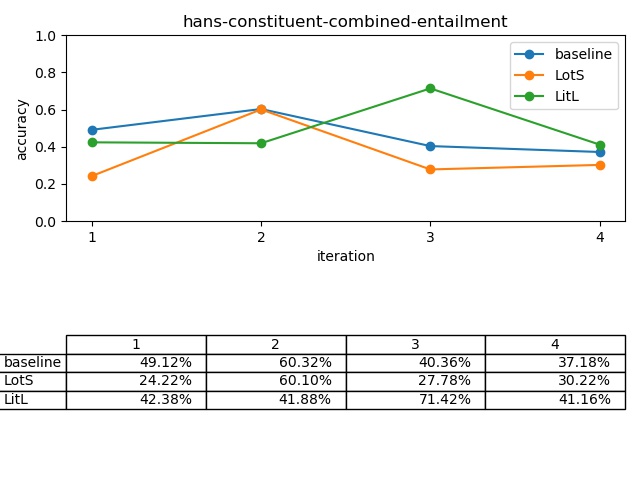 hans-constituent-combined-entailment
1.0
0.8
0.6
0.4
0.2
0.0
accuracy
baseline
LotS
LitL
1 2 3 4
iteration
1 2 3 4
baseline 49.12% 60.32% 40.36% 37.18%
LotS 24.22% 60.10% 27.78% 30.22%
LitL 42.38% 41.88% 71.42% 41.16%